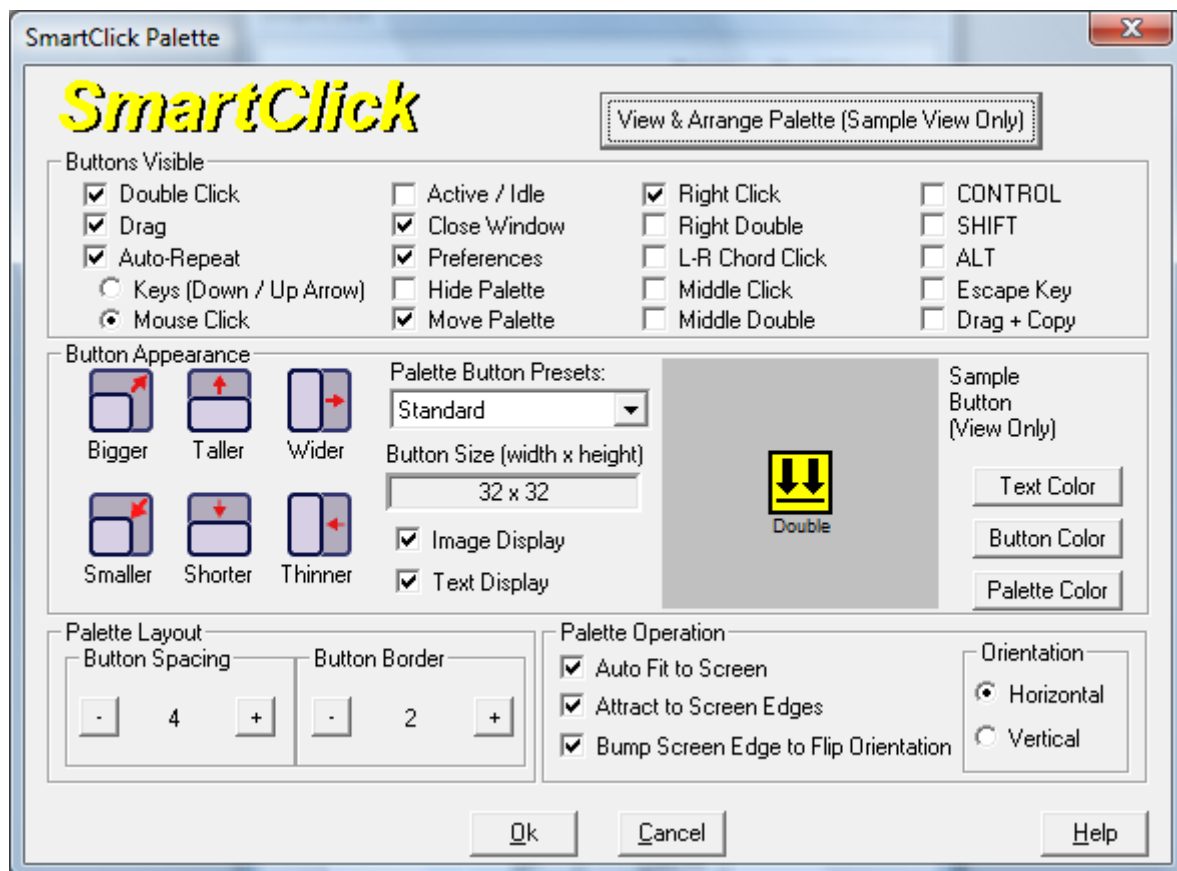 SmartClick Palette
SmartClick
View & Arrange Palette (Sample View Only)
Buttons Visible
Double Click
Drag
Auto-Repeat
Keys (Down / Up Arrow)
Mouse Click
Active / Idle
Close Window
Preferences
Hide Palette
Move Palette
Right Click
Right Double
L-R Chord Click
Middle Click
Middle Double
CONTROL
SHIFT
ALT
Escape Key
Drag + Copy
Button Appearance
Bigger
Taller
Wider
Smaller
Shorter
Thinner
Palette Button Presets:
Standard
Button Size (width x height)
32 x 32
Image Display
Text Display
Double
Sample
Button
(View Only)
Text Color
Button Color
Palette Color
Palette Layout
Button Spacing
- 4 +
Button Border
- 2 +
Palette Operation
Auto Fit to Screen
Attract to Screen Edges
Bump Screen Edge to Flip Orientation
Orientation
Horizontal
Vertical
Ok
Cancel
Help